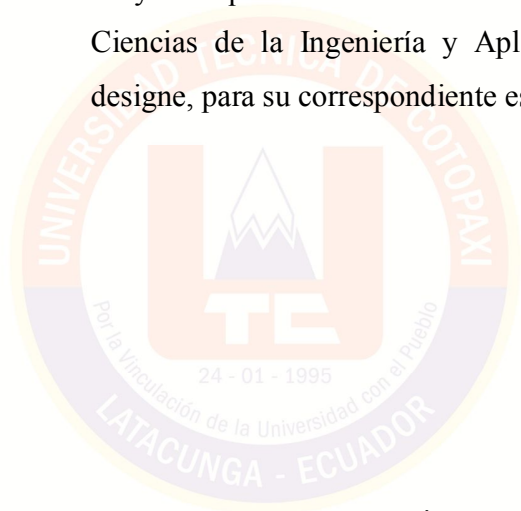 Ciencias de la Ingeniería y Apl
designe, para su correspondiente es
UNIVERSIDAD TÉCNICA DE COTOPAXI
UTC
24 - 01 - 1995
Por la Vinculación de la Universidad con el Pueblo
LATACUNGA - ECUADOR